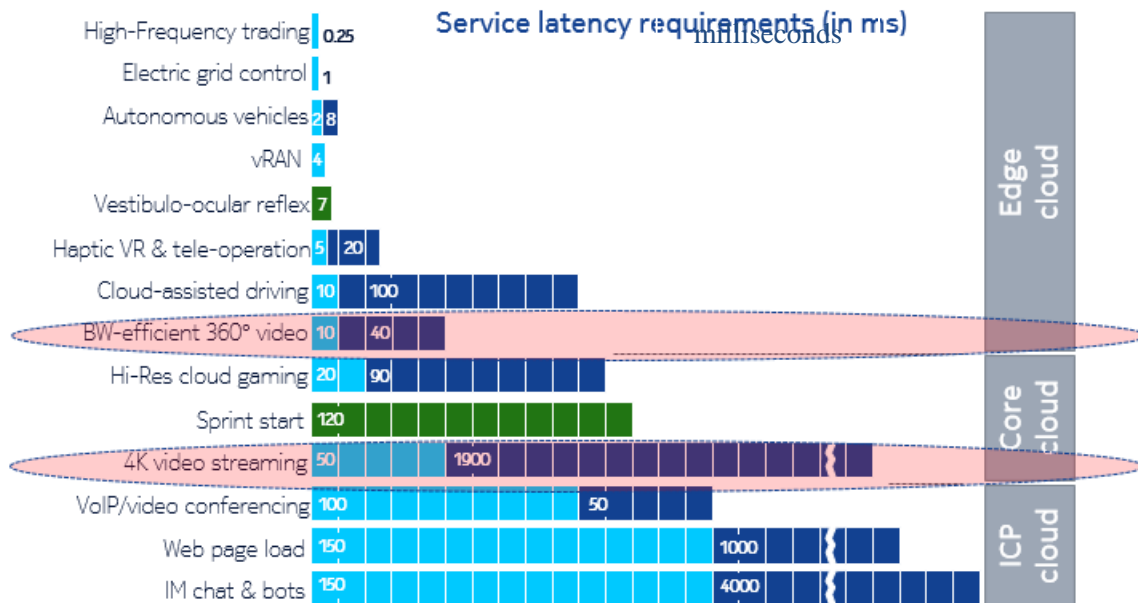 Service latency requirements (in ms)
milliseconds
High-Frequency trading 0.25
Electric grid control 1
Autonomous vehicles 2 8
vRAN 4
Vestibulo-ocular reflex 7
Haptic VR & tele-operation 5 20
Cloud-assisted driving 10 100
BW-efficient 360° video 10 40
Hi-Res cloud gaming 20 90
Sprint start 120
4K video streaming 50 1900
VoIP/video conferencing 100 50
Web page load 150 1000
IM chat & bots 150 4000
Edge
cloud
Core
cloud
ICP
cloud